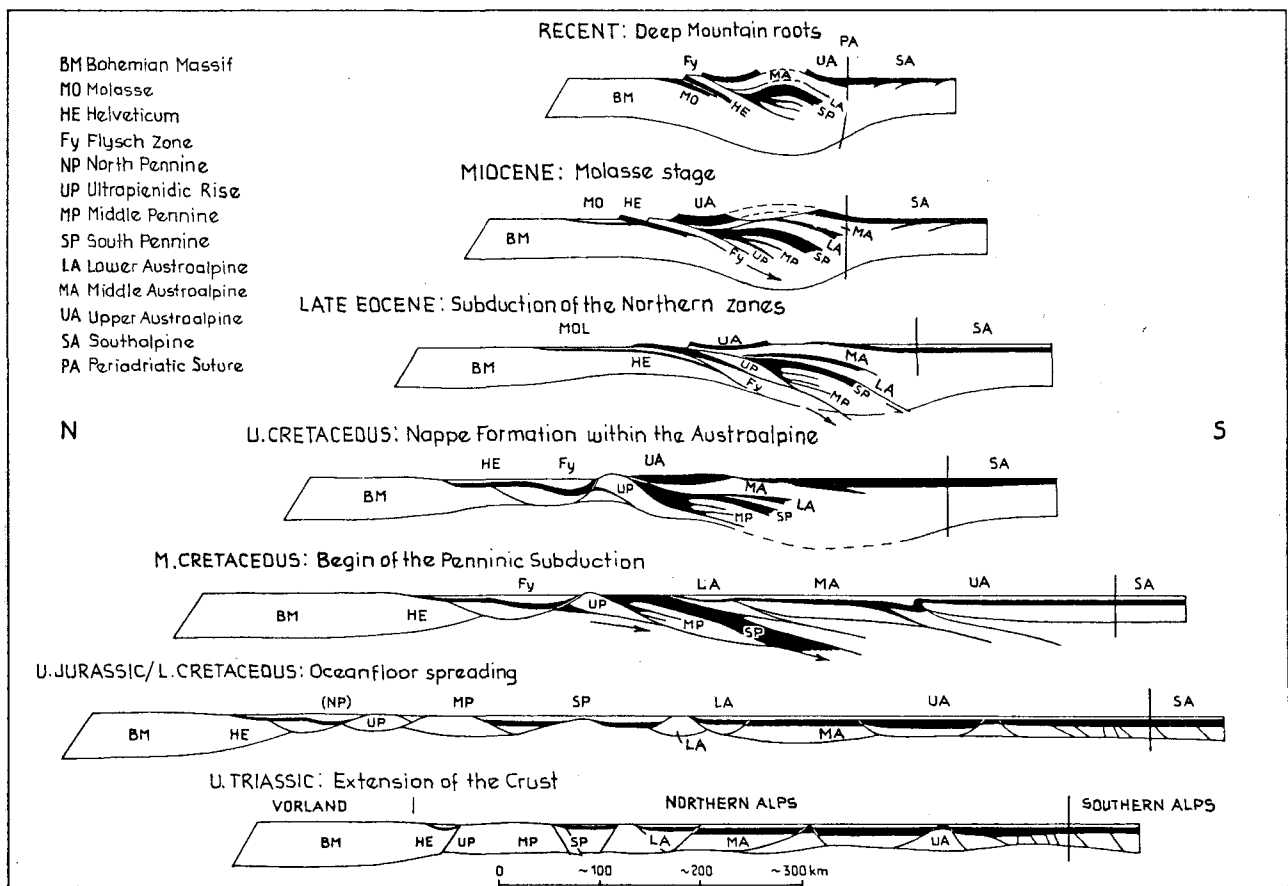 RECENT: Deep Mountain roots
PA
Fy UA SA
MA
BM MO HE SP LA
BM Bohemian Massif
MO Molasse
HE Helveticum
Fy Flysch Zone
NP North Pennine
UP Ultrapienidic Rise
MP Middle Pennine
SP South Pennine
LA Lower Austroalpine
MA Middle Austroalpine
UA Upper Austroalpine
SA Southalpine
PA Periadriatic Suture
MIOCENE: Molasse stage
MO HE UA SA
BM Fy UP MP SP LA MA
LATE EOCENE: Subduction of the Northern zones
MOL UA SA
BM HE UP Fy MP SP MA LA
N S
U.CRETACEOUS: Nappe Formation within the Austroalpine
HE Fy UA SA
BM UP MP SP MA LA
M.CRETACEOUS: Begin of the Penninic Subduction
Fy LA MA UA SA
BM HE UP MP SP
U.JURASSIC/L.CRETACEOUS: Oceanfloor spreading
(NP) MP SP LA UA SA
BM HE UP LA MA
U.TRIASSIC: Extension of the Crust
VORLAND NORTHERN ALPS SOUTHERN ALPS
BM HE UP MP SP LA MA UA
0 ~100 ~200 ~300 km